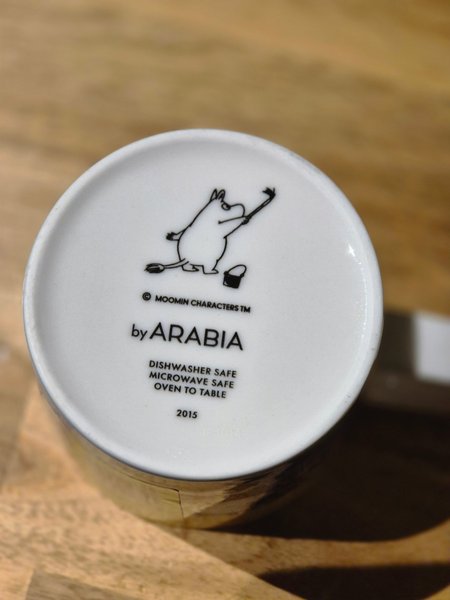 © MOOMIN CHARACTERS TM
by ARABIA
DISHWASHER SAFE
MICROWAVE SAFE
OVEN TO TABLE
2015